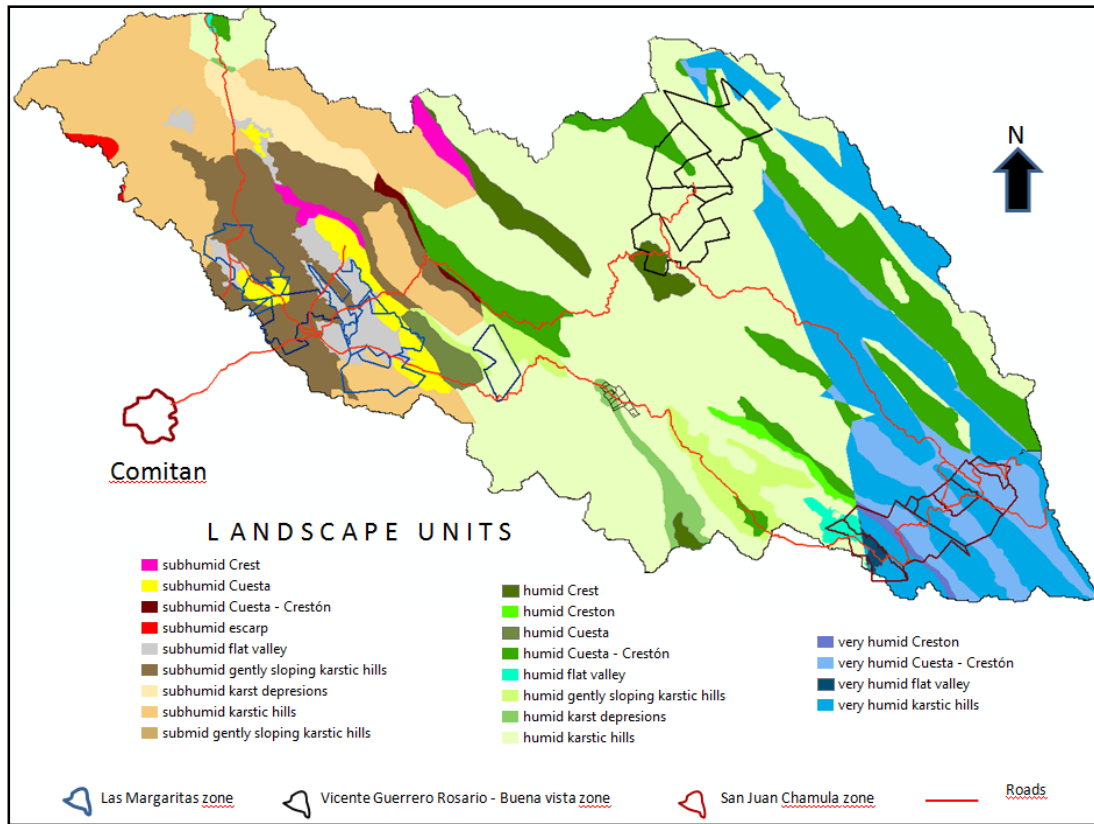 N
Comitan
LANDSCAPE UNITS
subhumid Crest
subhumid Cuesta
subhumid Cuesta - Crestón
subhumid escarp
subhumid flat valley
subhumid gently sloping karstic hills
subhumid karst depresions
subhumid karstic hills
submid gently sloping karstic hills
humid Crest
humid Creston
humid Cuesta
humid Cuesta - Crestón
humid flat valley
humid gently sloping karstic hills
humid karst depresions
humid karstic hills
very humid Creston
very humid Cuesta - Crestón
very humid flat valley
very humid karstic hills
Las Margaritas zone
Vicente Guerrero Rosario - Buena vista zone
San Juan Chamula zone
Roads